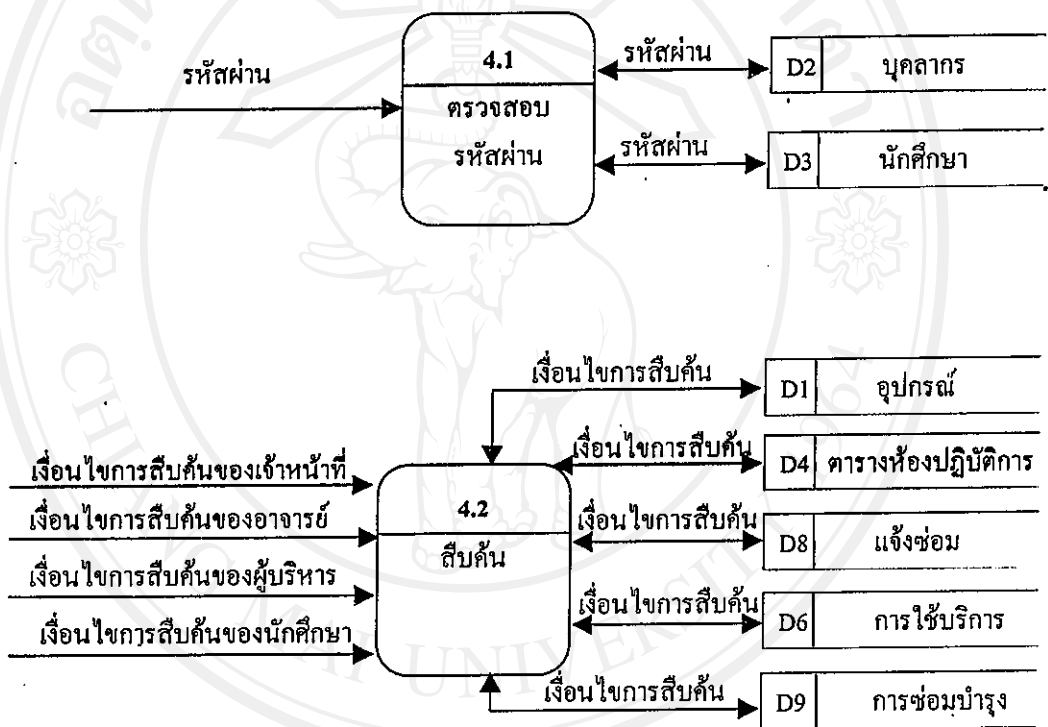 รหัสผ่าน
4.1
ตรวจสอบ
รหัสผ่าน
รหัสผ่าน
D2 บุคลากร
รหัสผ่าน
D3 นักศึกษา
เงื่อนไขการสืบค้นของเจ้าหน้าที่
เงื่อนไขการสืบค้นของอาจารย์
เงื่อนไขการสืบค้นของผู้บริหาร
เงื่อนไขการสืบค้นของนักศึกษา
4.2
สืบค้น
เงื่อนไขการสืบค้น
D1 อุปกรณ์
เงื่อนไขการสืบค้น
D4 ตารางห้องปฏิบัติการ
เงื่อนไขการสืบค้น
D8 แจ้งซ่อม
เงื่อนไขการสืบค้น
D6 การใช้บริการ
เงื่อนไขการสืบค้น
D9 การซ่อมบำรุง
CHIANG MAI UNIVERSITY 1964